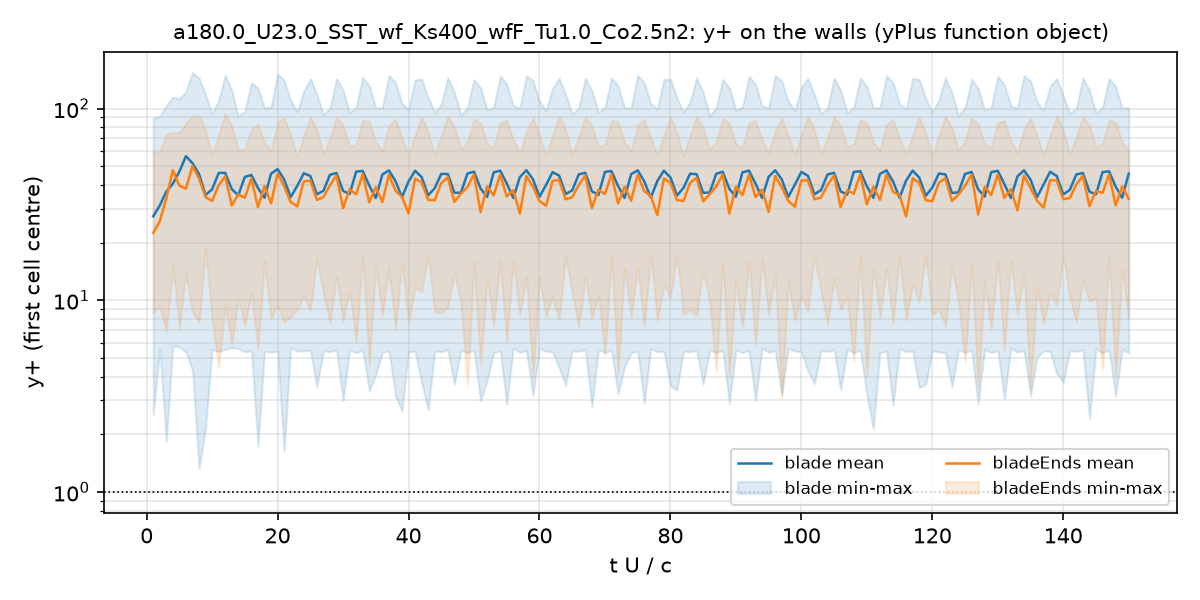 a180.0_U23.0_SST_wf_Ks400_wfF_Tu1.0_Co2.5n2: y+ on the walls (yPlus function object)
y+ (first cell centre)
10²
10¹
10⁰
blade mean
blade min-max
bladeEnds mean
bladeEnds min-max
0 20 40 60 80 100 120 140
t U / c